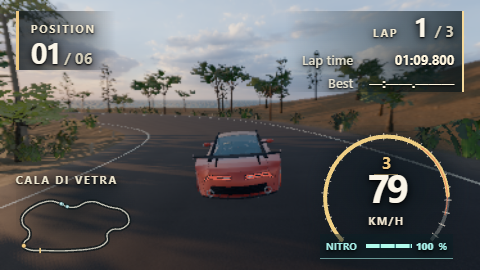 POSITION
01 / 06
LAP 1 / 3
Lap time 01:09.800
Best --:--.---
CALA DI VETRA
3
79
KM/H
NITRO 100 %